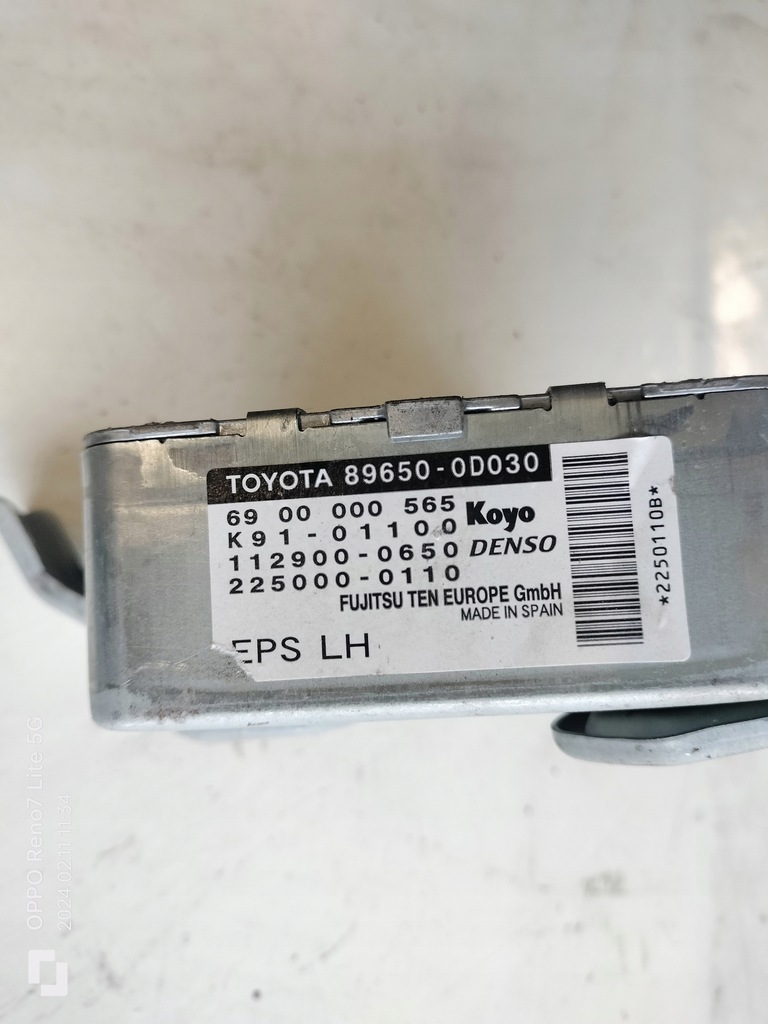 TOYOTA 89650-0D030
69 00 000 565
K91-01100 Koyo
112900-0650 DENSO
225000-0110
FUJITSU TEN EUROPE GmbH
MADE IN SPAIN
EPS LH
*2250110B*
OPPO Reno7 Lite 5G
2024.02.11 11:34